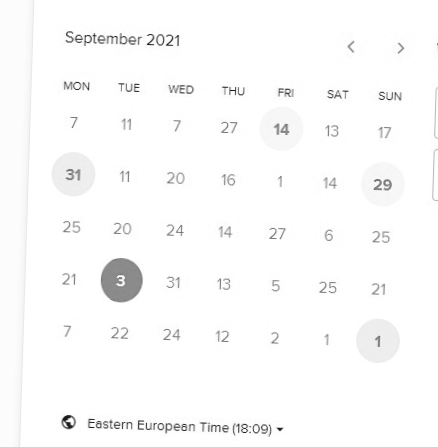 September 2021
MON TUE WED THU FRI SAT SUN
7 11 7 27 14 13 17
31 11 20 16 1 14 29
25 20 24 14 27 6 25
21 3 31 13 5 25 21
7 22 24 12 2 1 1
Eastern European Time (18:09)